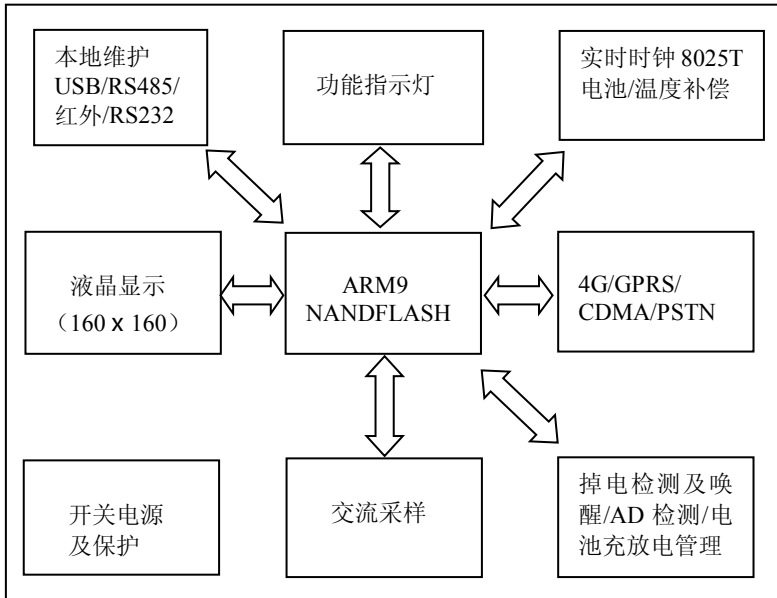 本地维护
USB/RS485/
红外/RS232
功能指示灯
实时时钟 8025T
电池/温度补偿
液晶显示
（160 x 160）
ARM9
NANDFLASH
4G/GPRS/
CDMA/PSTN
开关电源
及保护
交流采样
掉电检测及唤
醒/AD 检测/电
池充放电管理